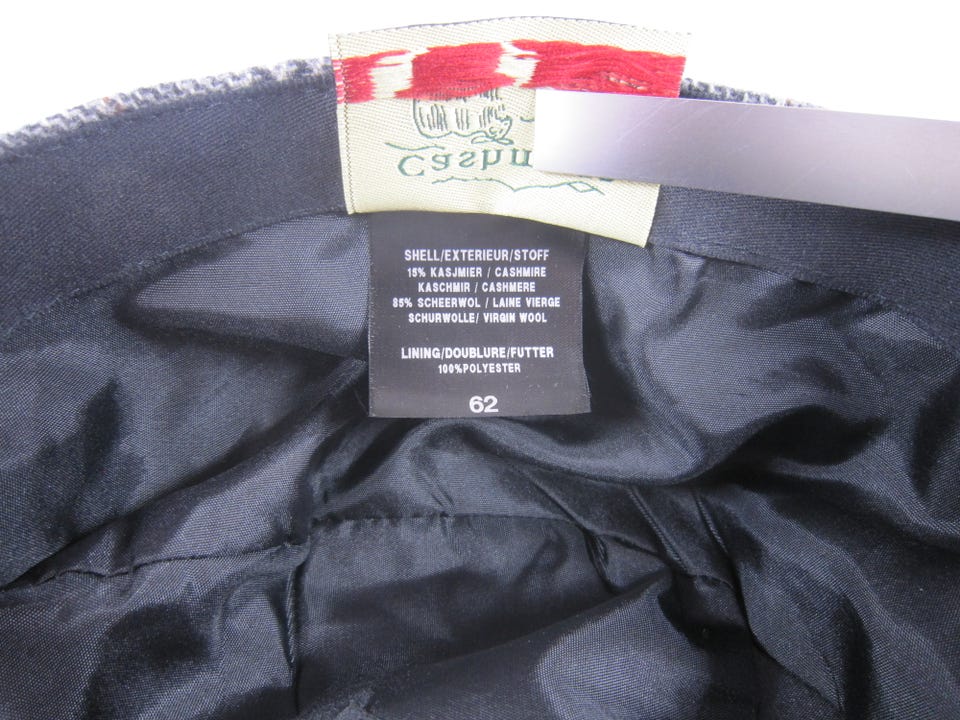 Cashm
SHELL/EXTERIEUR/STOFF
15% KASJMIER / CASHMIRE
KASCHMIR / CASHMERE
85% SCHEERWOL / LAINE VIERGE
SCHURWOLLE/ VIRGIN WOOL
LINING/DOUBLURE/FUTTER
100%POLYESTER
62